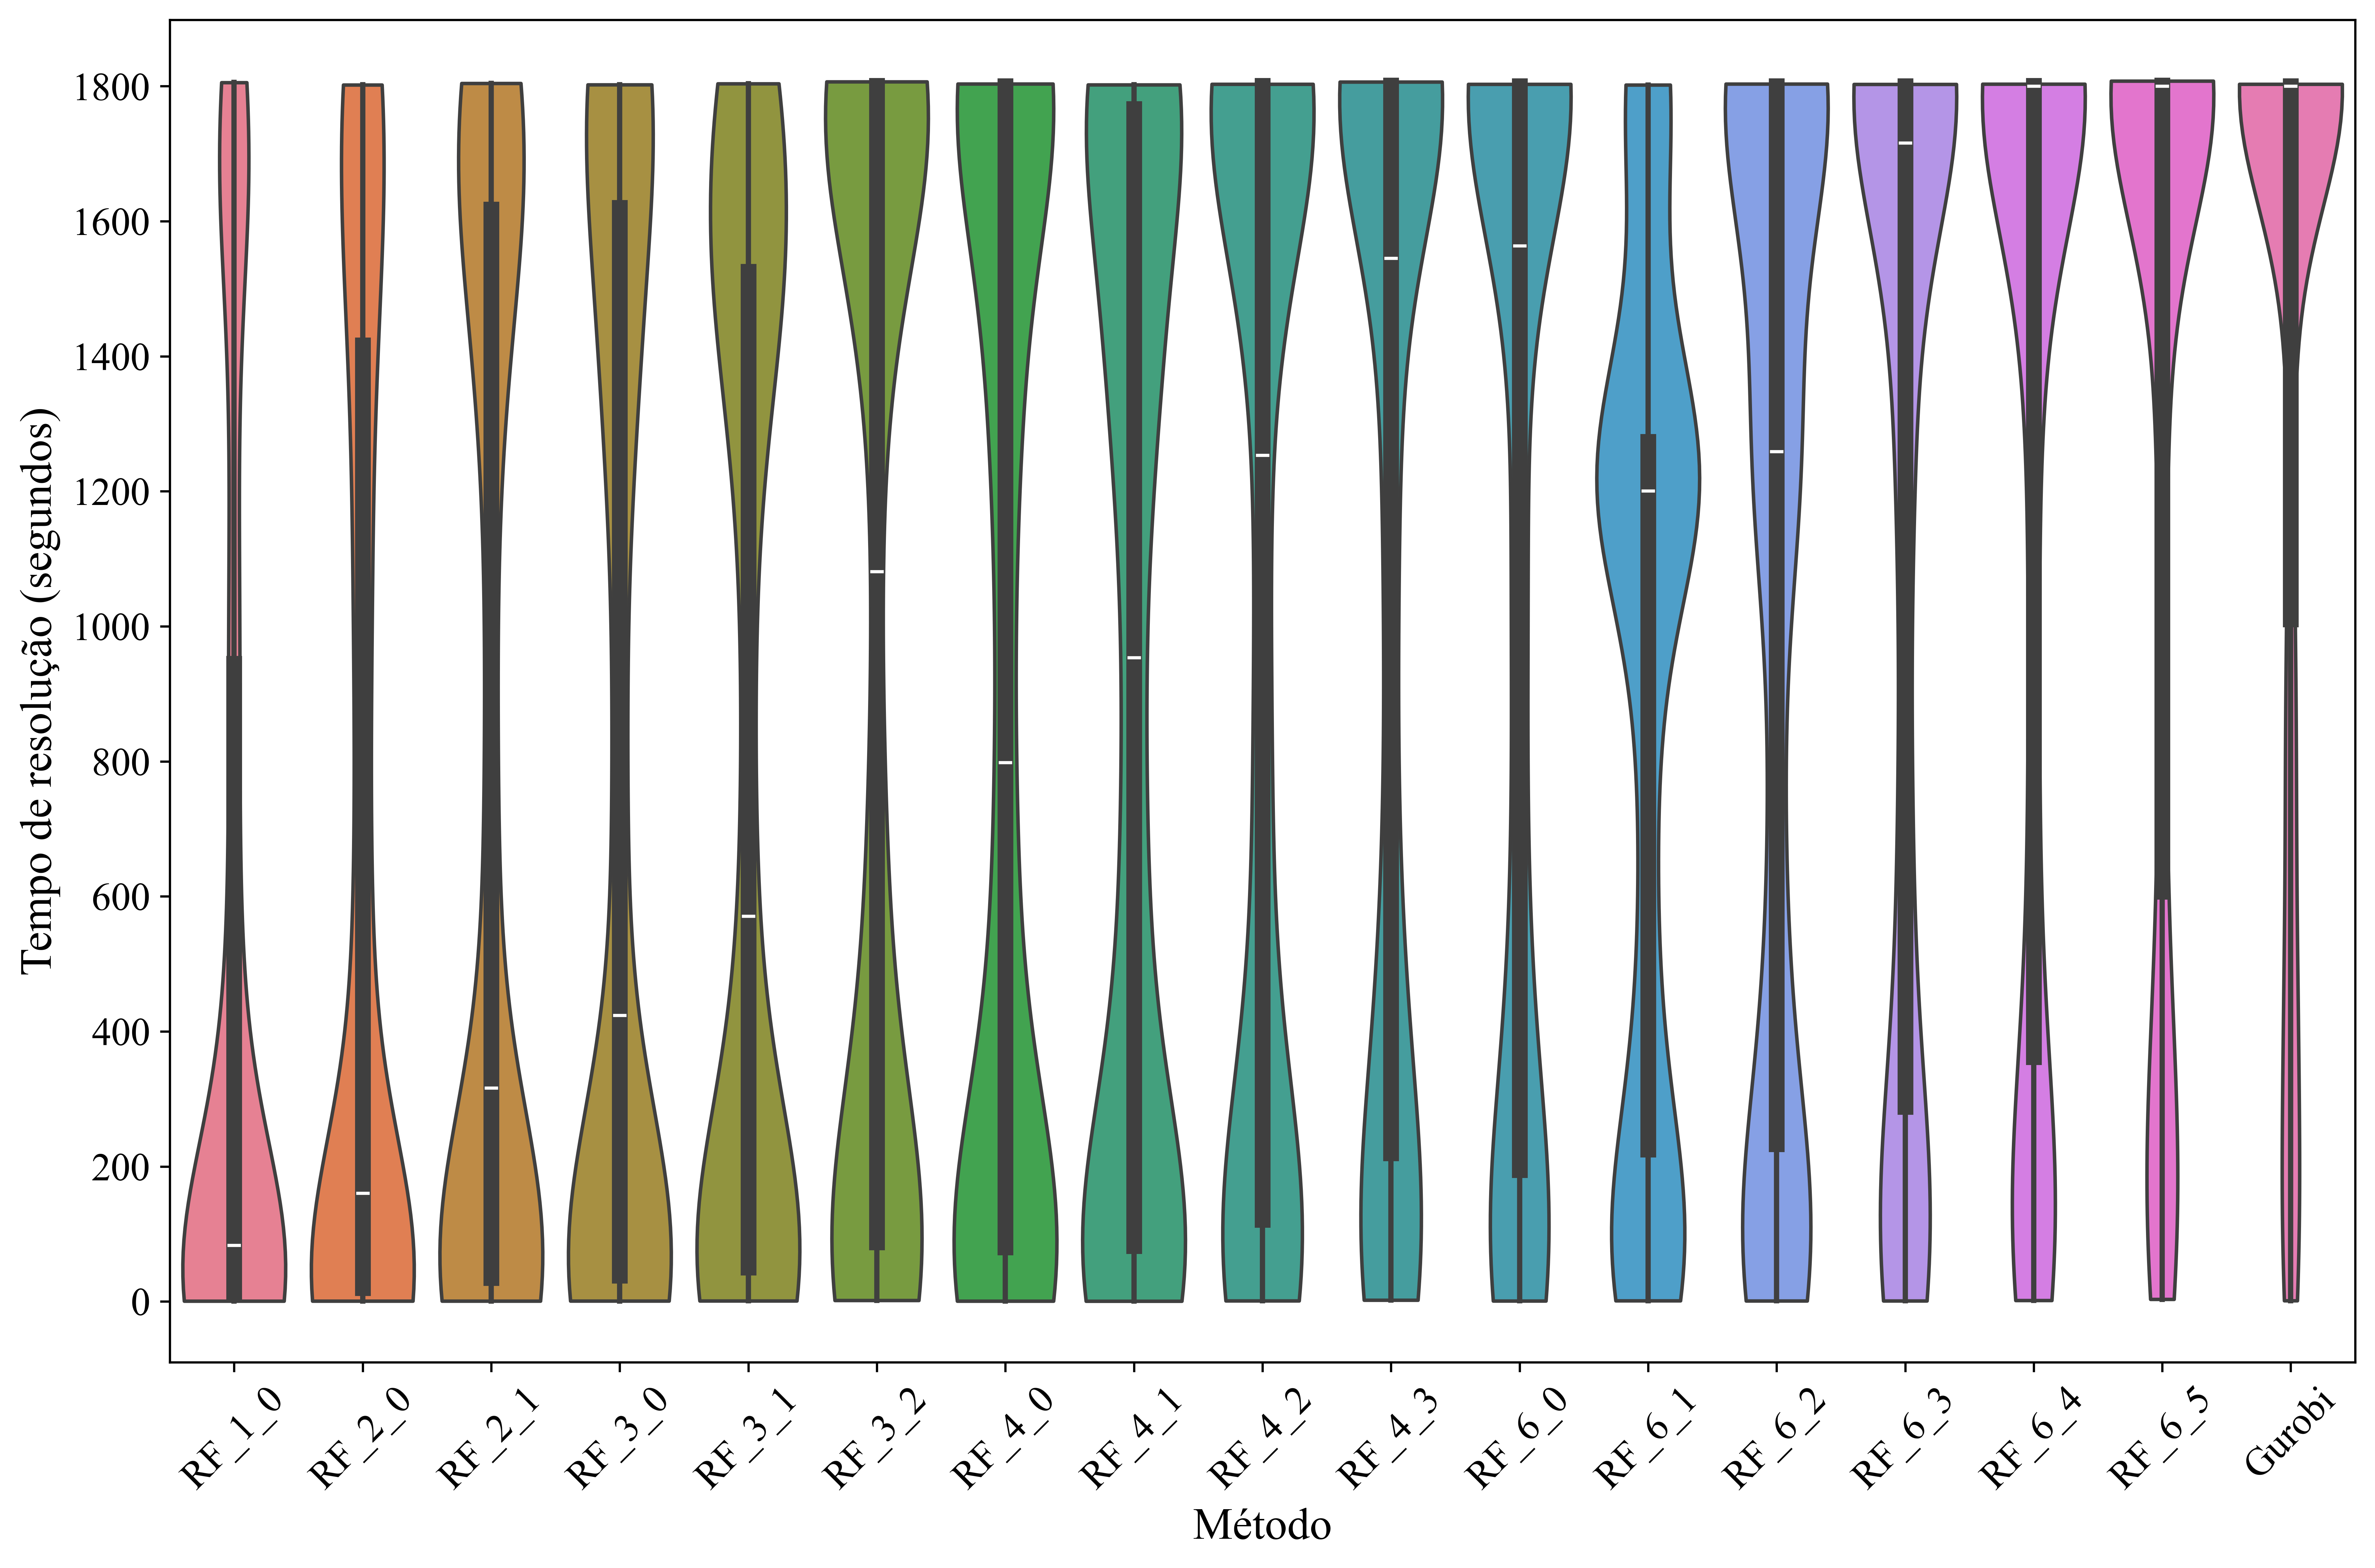 Tempo de resolução (segundos)
1800
1600
1400
1200
1000
800
600
400
200
0
RF_1_0
RF_2_0
RF_2_1
RF_3_0
RF_3_1
RF_3_2
RF_4_0
RF_4_1
RF_4_2
RF_4_3
RF_6_0
RF_6_1
RF_6_2
RF_6_3
RF_6_4
RF_6_5
Gurobi
Método